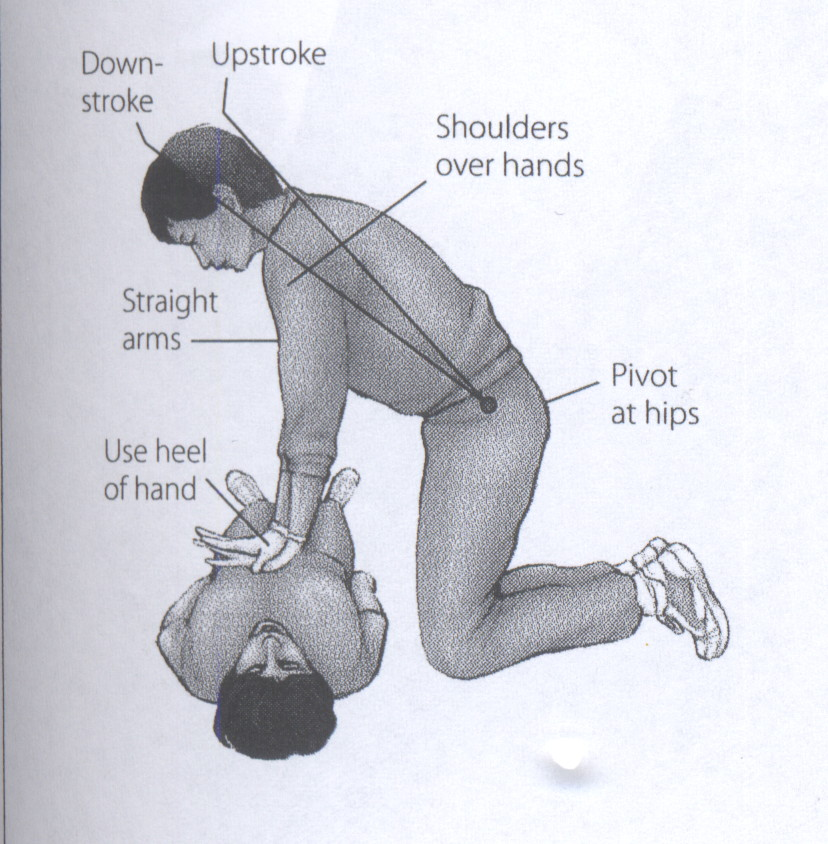 Down-
stroke
Upstroke
Shoulders
over hands
Straight
arms
Pivot
at hips
Use heel
of hand